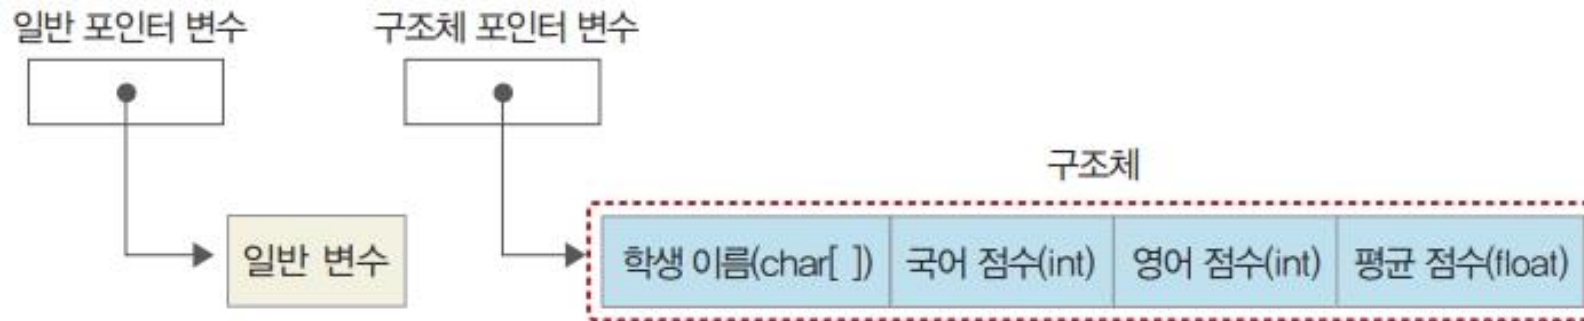 일반 포인터 변수
구조체 포인터 변수
구조체
일반 변수
학생 이름(char[ ])
국어 점수(int)
영어 점수(int)
평균 점수(float)